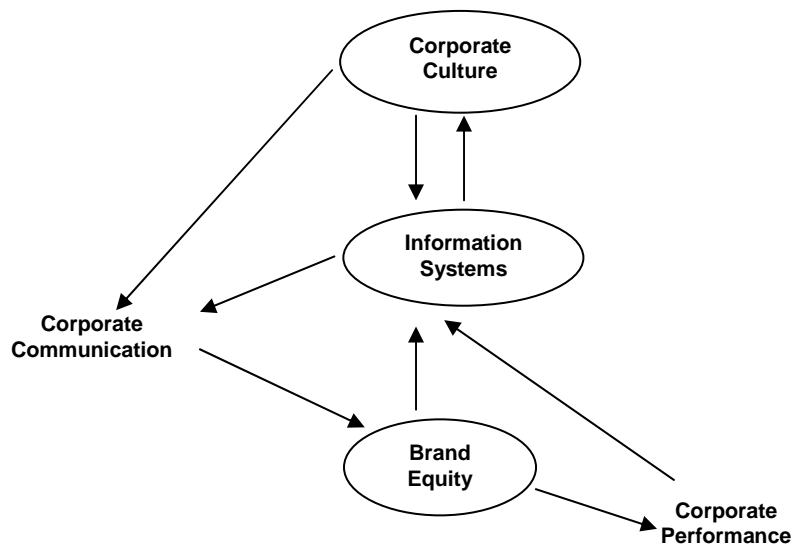 Corporate
Culture
Information
Systems
Corporate
Communication
Brand
Equity
Corporate
Performance